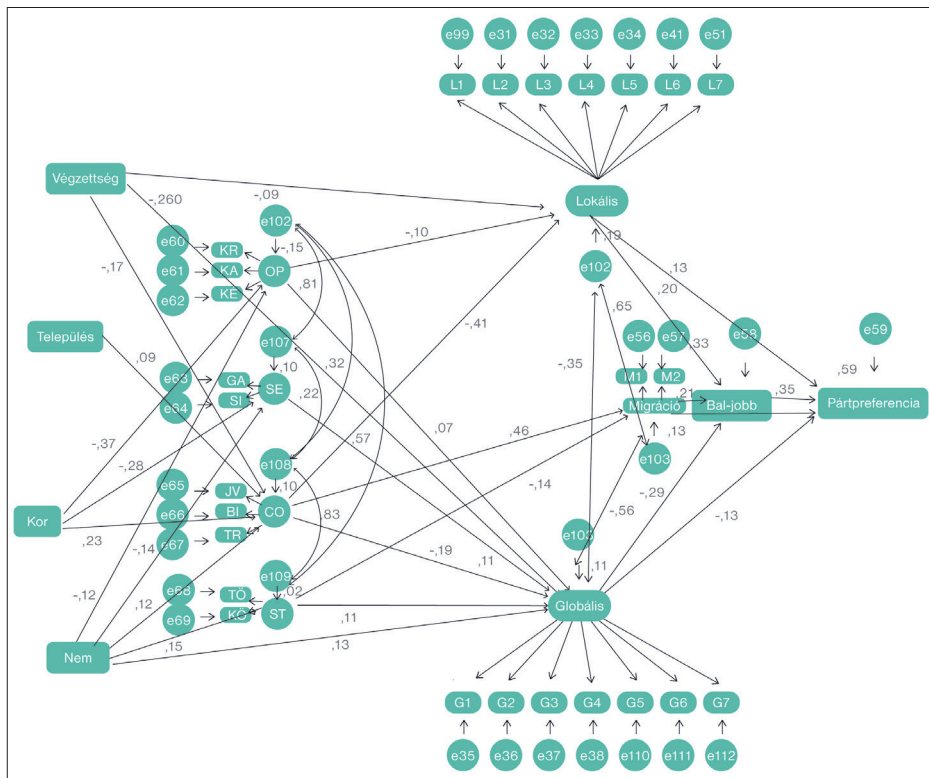 e99 e31 e32 e33 e34 e41 e51
L1 L2 L3 L4 L5 L6 L7
Végzettség
-,260
-,09
Lokális
e102
e60
KR
-,15
-,10
,19
-,17
e61
KA
OP
e102
,13
e62
KE
,81
,20
,65
Település
e107
-,41
e56
e57
,33
e58
e59
,09
,10
,32
-,35
,59
e63
GA
SE
M1
M2
e64
SI
,22
Migráció
,21
Bal-jobb
,35
Pártpreferencia
-,37
,57
,07
,46
,13
-,28
e108
e103
e65
JV
,10
-,14
-,29
Kor
e66
BI
CO
-,56
-,13
,23
e67
TR
,83
e103
-,14
-,19
,11
,11
e109
e68
TÖ
,02
-,12
,12
e69
KÖ
ST
Globális
,11
Nem
,15
,13
G1 G2 G3 G4 G5 G6 G7
e35 e36 e37 e38 e110 e111 e112